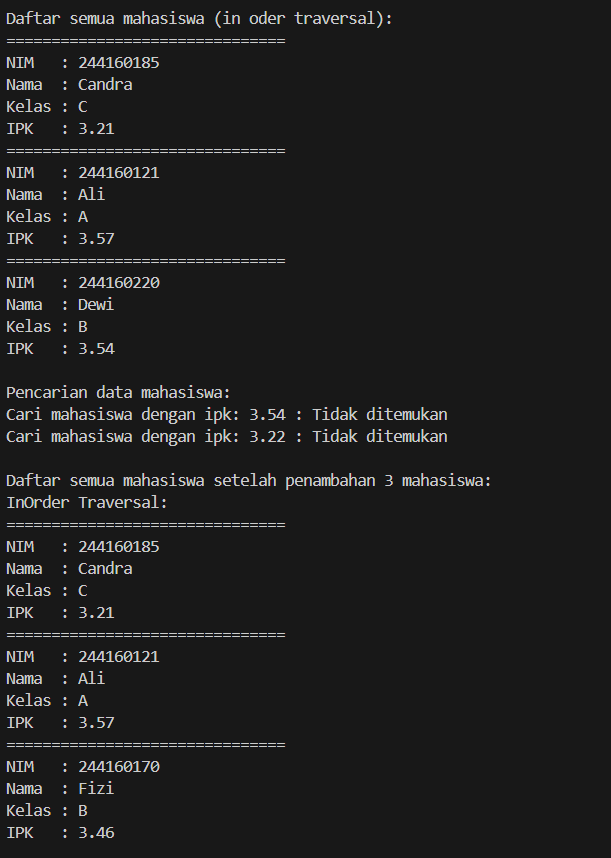 Daftar semua mahasiswa (in oder traversal):
===============================
NIM   : 244160185
Nama  : Candra
Kelas : C
IPK   : 3.21
===============================
NIM   : 244160121
Nama  : Ali
Kelas : A
IPK   : 3.57
===============================
NIM   : 244160220
Nama  : Dewi
Kelas : B
IPK   : 3.54

Pencarian data mahasiswa:
Cari mahasiswa dengan ipk: 3.54 : Tidak ditemukan
Cari mahasiswa dengan ipk: 3.22 : Tidak ditemukan

Daftar semua mahasiswa setelah penambahan 3 mahasiswa:
InOrder Traversal:
===============================
NIM   : 244160185
Nama  : Candra
Kelas : C
IPK   : 3.21
===============================
NIM   : 244160121
Nama  : Ali
Kelas : A
IPK   : 3.57
===============================
NIM   : 244160170
Nama  : Fizi
Kelas : B
IPK   : 3.46